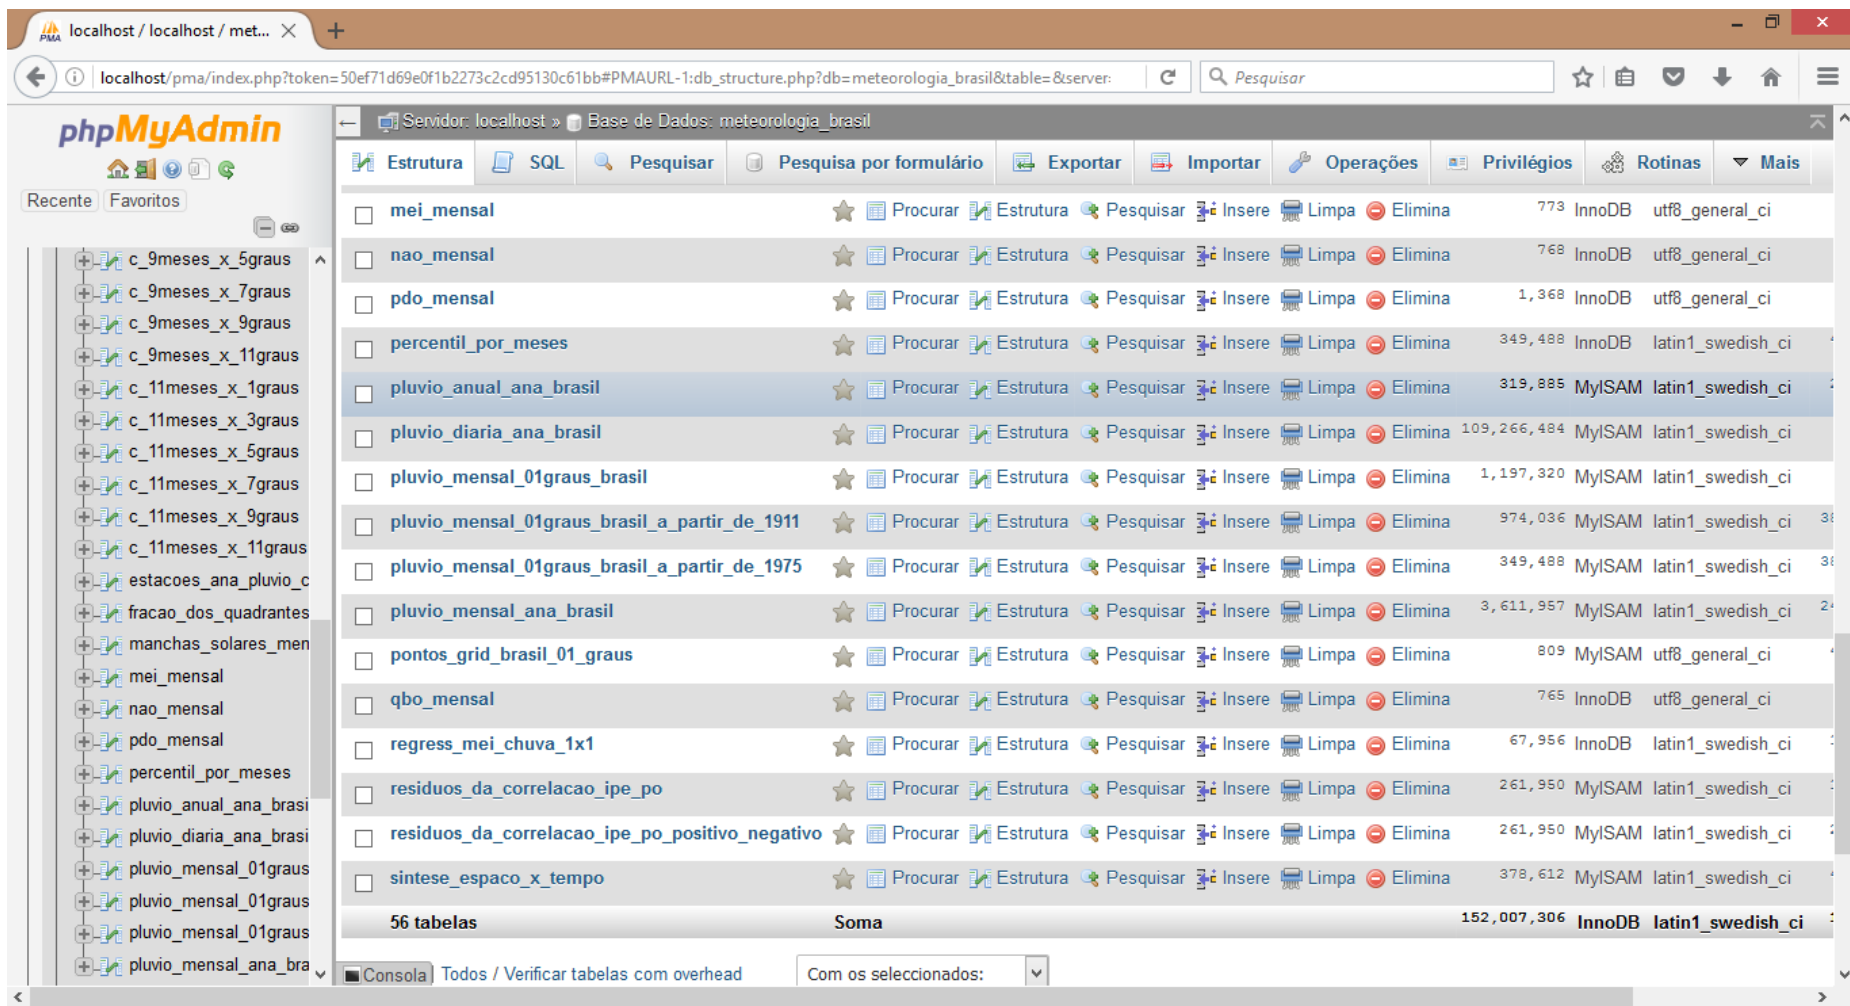 localhost / localhost / met...
localhost/pma/index.php?token=50ef71d69e0f1b2273c2cd95130c61bb#PMAURL-1:db_structure.php?db=meteorologia_brasil&table=&server:
Pesquisar
phpMyAdmin
Recente Favoritos
c_9meses_x_5graus
c_9meses_x_7graus
c_9meses_x_9graus
c_9meses_x_11graus
c_11meses_x_1graus
c_11meses_x_3graus
c_11meses_x_5graus
c_11meses_x_7graus
c_11meses_x_9graus
c_11meses_x_11graus
estacoes_ana_pluvio_c
fracao_dos_quadrantes
manchas_solares_men
mei_mensal
nao_mensal
pdo_mensal
percentil_por_meses
pluvio_anual_ana_brasi
pluvio_diaria_ana_brasi
pluvio_mensal_01graus
pluvio_mensal_01graus
pluvio_mensal_01graus
pluvio_mensal_ana_bra
Servidor: localhost » Base de Dados: meteorologia_brasil
Estrutura SQL Pesquisar Pesquisa por formulário Exportar Importar Operações Privilégios Rotinas Mais
mei_mensal Procurar Estrutura Pesquisar Insere Limpa Elimina 773 InnoDB utf8_general_ci
nao_mensal Procurar Estrutura Pesquisar Insere Limpa Elimina 768 InnoDB utf8_general_ci
pdo_mensal Procurar Estrutura Pesquisar Insere Limpa Elimina 1,368 InnoDB utf8_general_ci
percentil_por_meses Procurar Estrutura Pesquisar Insere Limpa Elimina 349,488 InnoDB latin1_swedish_ci
pluvio_anual_ana_brasil Procurar Estrutura Pesquisar Insere Limpa Elimina 319,885 MyISAM latin1_swedish_ci
pluvio_diaria_ana_brasil Procurar Estrutura Pesquisar Insere Limpa Elimina 109,266,484 MyISAM latin1_swedish_ci
pluvio_mensal_01graus_brasil Procurar Estrutura Pesquisar Insere Limpa Elimina 1,197,320 MyISAM latin1_swedish_ci
pluvio_mensal_01graus_brasil_a_partir_de_1911 Procurar Estrutura Pesquisar Insere Limpa Elimina 974,036 MyISAM latin1_swedish_ci
pluvio_mensal_01graus_brasil_a_partir_de_1975 Procurar Estrutura Pesquisar Insere Limpa Elimina 349,488 MyISAM latin1_swedish_ci
pluvio_mensal_ana_brasil Procurar Estrutura Pesquisar Insere Limpa Elimina 3,611,957 MyISAM latin1_swedish_ci
pontos_grid_brasil_01_graus Procurar Estrutura Pesquisar Insere Limpa Elimina 809 MyISAM utf8_general_ci
qbo_mensal Procurar Estrutura Pesquisar Insere Limpa Elimina 765 InnoDB utf8_general_ci
regress_mei_chuva_1x1 Procurar Estrutura Pesquisar Insere Limpa Elimina 67,956 InnoDB latin1_swedish_ci
residuos_da_correlacao_ipe_po Procurar Estrutura Pesquisar Insere Limpa Elimina 261,950 MyISAM latin1_swedish_ci
residuos_da_correlacao_ipe_po_positivo_negativo Procurar Estrutura Pesquisar Insere Limpa Elimina 261,950 MyISAM latin1_swedish_ci
sintese_espaco_x_tempo Procurar Estrutura Pesquisar Insere Limpa Elimina 378,612 MyISAM latin1_swedish_ci
56 tabelas Soma 152,007,306 InnoDB latin1_swedish_ci
Consola Todos / Verificar tabelas com overhead Com os seleccionados: